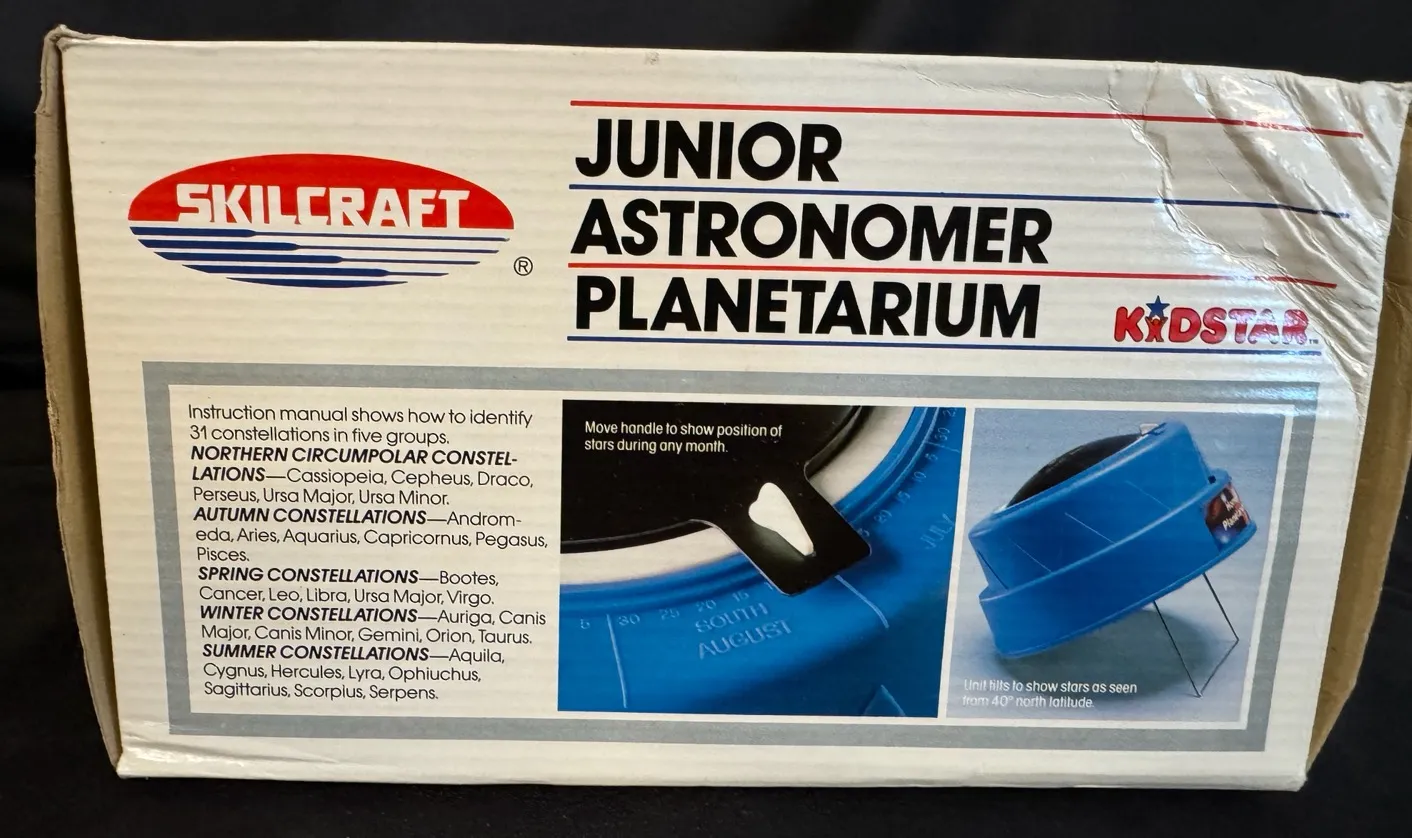 SKILCRAFT
®
JUNIOR
ASTRONOMER
PLANETARIUM
KIDSTAR™
Instruction manual shows how to identify
31 constellations in five groups.
NORTHERN CIRCUMPOLAR CONSTEL-
LATIONS—Cassiopeia, Cepheus, Draco,
Perseus, Ursa Major, Ursa Minor.
AUTUMN CONSTELLATIONS—Androm-
eda, Aries, Aquarius, Capricornus, Pegasus,
Pisces.
SPRING CONSTELLATIONS—Bootes,
Cancer, Leo, Libra, Ursa Major, Virgo.
WINTER CONSTELLATIONS—Auriga, Canis
Major, Canis Minor, Gemini, Orion, Taurus.
SUMMER CONSTELLATIONS—Aquila,
Cygnus, Hercules, Lyra, Ophiuchus,
Sagittarius, Scorpius, Serpens.
Move handle to show position of
stars during any month.
5 30 25 20 15
SOUTH
AUGUST
JULY
Unit tilts to show stars as seen
from 40° north latitude.